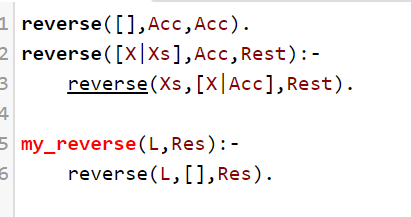 1 reverse([],Acc,Acc).
2 reverse([X|Xs],Acc,Rest):-
3     reverse(Xs,[X|Acc],Rest).
5 my_reverse(L,Res):-
6     reverse(L,[],Res).